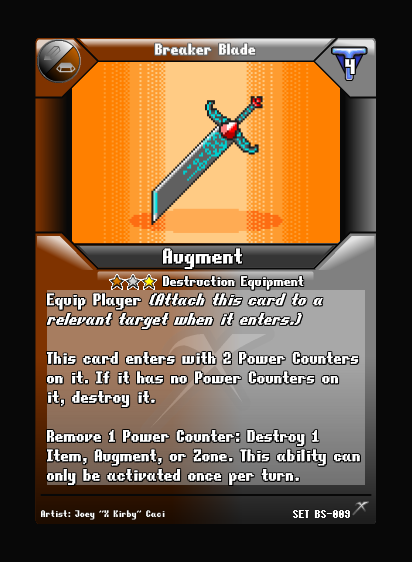 Breaker Blade
2
4
Augment
Destruction Equipment
Equip Player (Attach this card to a
relevant target when it enters.)
This card enters with 2 Power Counters
on it. If it has no Power Counters on
it, destroy it.
Remove 1 Power Counter: Destroy 1
Item, Augment, or Zone. This ability can
only be activated once per turn.
Artist: Joey "X Kirby" Caci
SET BS-009